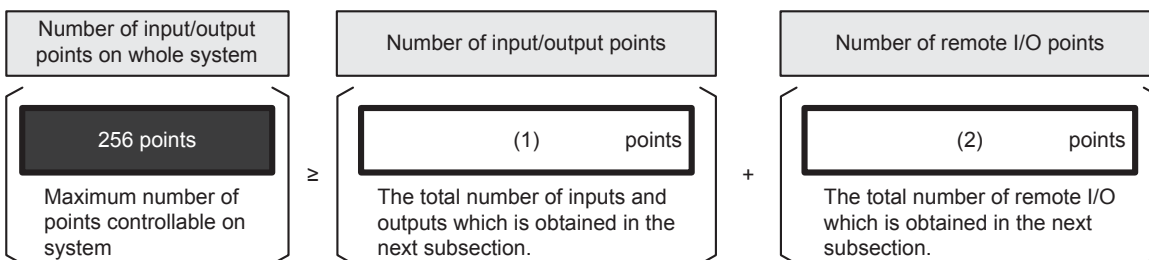 Number of input/output
points on whole system
Number of input/output points
Number of remote I/O points
256 points
(1) points
(2) points
≥
+
Maximum number of
points controllable on
system
The total number of inputs and
outputs which is obtained in the
next subsection.
The total number of remote I/O
which is obtained in the next
subsection.